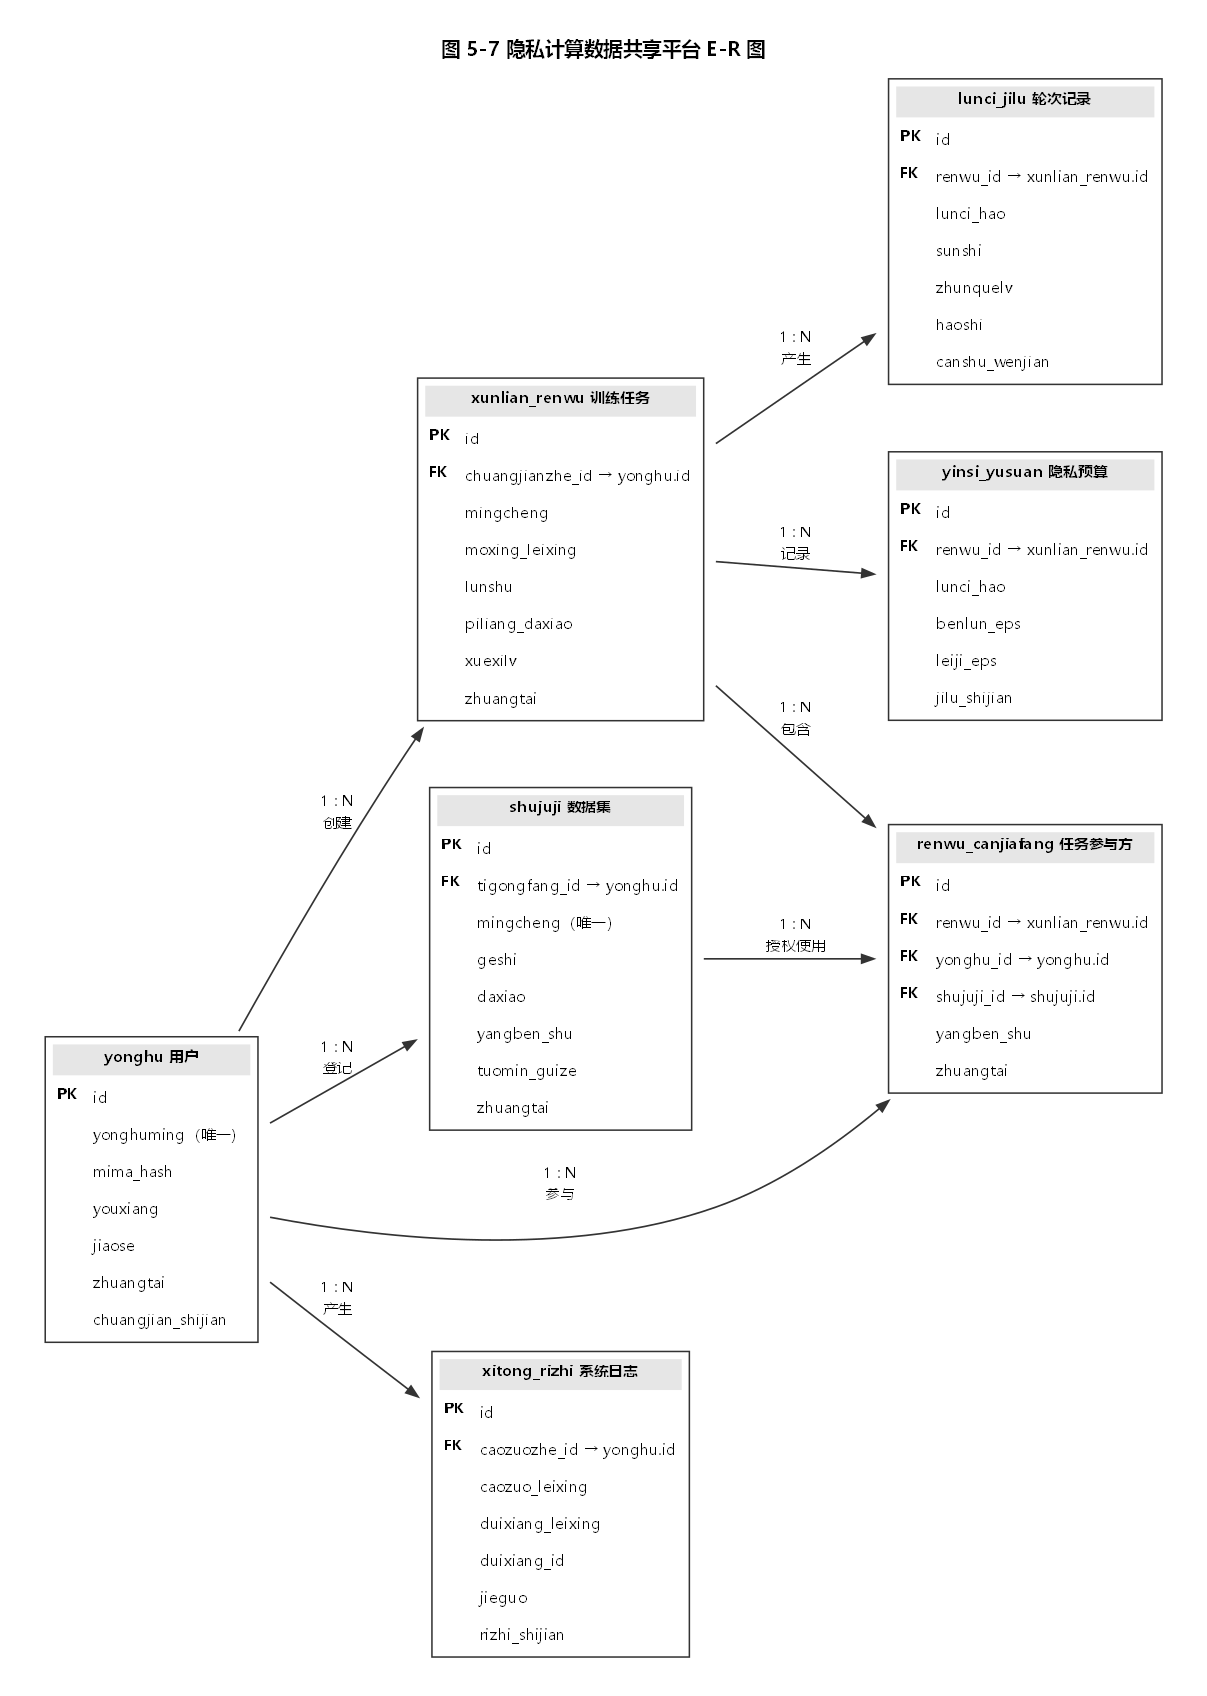 图 5-7 隐私计算数据共享平台 E-R 图
lunci_jilu 轮次记录
PK id
FK renwu_id → xunlian_renwu.id
lunci_hao
sunshi
zhunquelv
haoshi
canshu_wenjian
1 : N
产生
xunlian_renwu 训练任务
PK id
FK chuangjianzhe_id → yonghu.id
mingcheng
moxing_leixing
lunshu
piliang_daxiao
xuexilv
zhuangtai
yinsi_yusuan 隐私预算
PK id
FK renwu_id → xunlian_renwu.id
lunci_hao
benlun_eps
leiji_eps
jilu_shijian
1 : N
记录
1 : N
包含
1 : N
创建
shujuji 数据集
PK id
FK tigongfang_id → yonghu.id
mingcheng（唯一）
geshi
daxiao
yangben_shu
tuomin_guize
zhuangtai
renwu_canjiafang 任务参与方
PK id
FK renwu_id → xunlian_renwu.id
FK yonghu_id → yonghu.id
FK shujuji_id → shujuji.id
yangben_shu
zhuangtai
1 : N
授权使用
yonghu 用户
PK id
yonghuming（唯一）
mima_hash
youxiang
jiaose
zhuangtai
chuangjian_shijian
1 : N
登记
1 : N
参与
1 : N
产生
xitong_rizhi 系统日志
PK id
FK caozuozhe_id → yonghu.id
caozuo_leixing
duixiang_leixing
duixiang_id
jieguo
rizhi_shijian